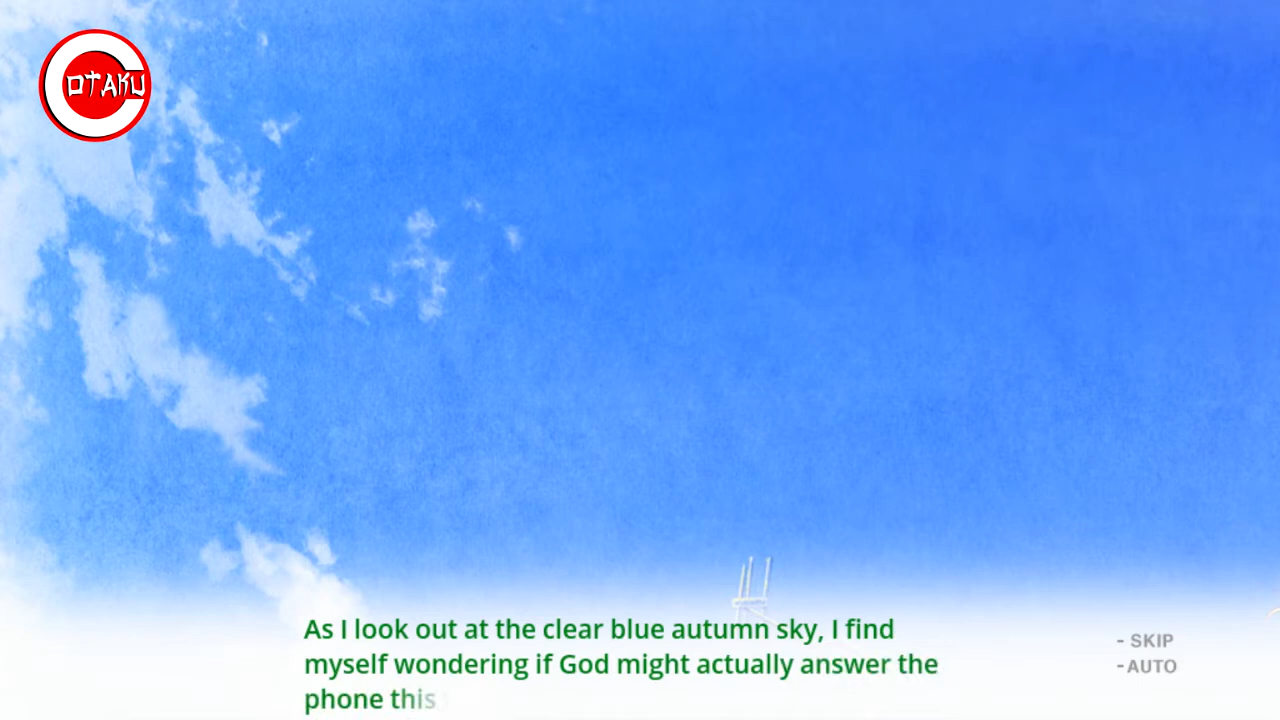 OTAKU
As I look out at the clear blue autumn sky, I find
myself wondering if God might actually answer the
phone this
- SKIP
- AUTO